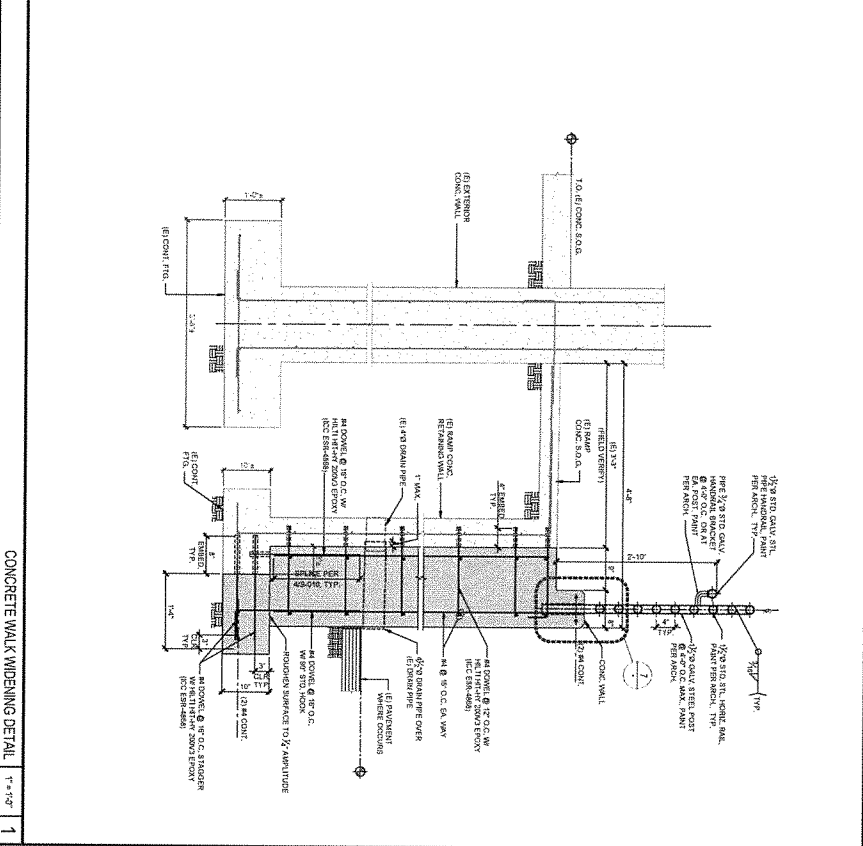 1½"Ø STD. GALV. STL.
PIPE HANDRAIL, PAINT
PER ARCH., TYP.
PIPE ¾"Ø STD. GALV.
HANDRAIL BRACKET
@ 4'-0" O.C. OR AT
EA. POST, PAINT
PER ARCH.
TYP.
1½"Ø STD. STL. HORIZ. RAIL,
PAINT PER ARCH., TYP.
1½"Ø GALV. STEEL POST
@ 4'-0" O.C. MAX., PAINT
PER ARCH.
4"
TYP.
2'-10"
4'-8"
(E) 3'-3"
(FIELD VERIFY)
9"
8"
7
CONC. WALL
(2) #4 CONT.
(E) RAMP
CONC. S.O.G.
T.O. (E) CONC. S.O.G.
(E) EXTERIOR
CONC. WALL
(E) RAMP CONC.
RETAINING WALL
4" EMBED
TYP.
#4 DOWEL @ 12" O.C. W/
HILTI HIT-HY 200V3 EPOXY
(ICC ESR-4868)
#4 @ 16" O.C. EA. WAY
1" MAX.
(E) 4"Ø DRAIN PIPE
6½"Ø DRAIN PIPE OVER
(E) DRAIN PIPE
(E) PAVEMENT
WHERE OCCURS
#4 DOWEL @ 16" O.C. W/
HILTI HIT-HY 200V3 EPOXY
(ICC ESR-4868)
SPLICE PER
4/S-010, TYP.
#4 DOWEL @ 16" O.C.
W/ 90° STD. HOOK
ROUGHEN SURFACE TO ¼" AMPLITUDE
1'-0"±
(E) CONT. FTG.
(E) CONT.
FTG.
10"±
8"
EMBED.
TYP.
1'-4"
3"
CLR.
TYP.
3"
10"
(2) #4 CONT.
#4 DOWEL @ 16" O.C. STAGGER
W/ HILTI HIT-HY 200V3 EPOXY
(ICC ESR-4868)
CONCRETE WALK WIDENING DETAIL
1" = 1'-0"
1